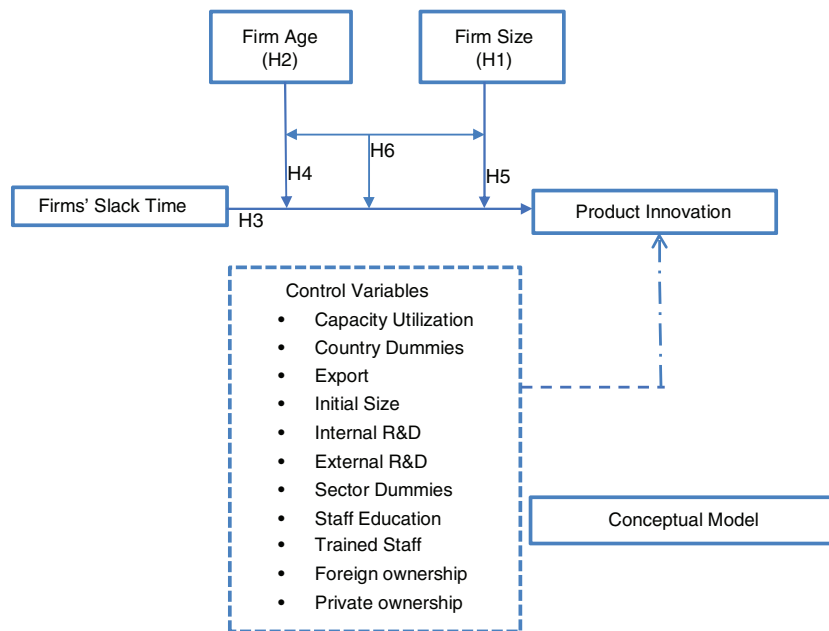 Firm Age
(H2)
Firm Size
(H1)
H6
H4
H5
Firms' Slack Time
H3
Product Innovation
Control Variables
• Capacity Utilization
• Country Dummies
• Export
• Initial Size
• Internal R&D
• External R&D
• Sector Dummies
• Staff Education
• Trained Staff
• Foreign ownership
• Private ownership
Conceptual Model